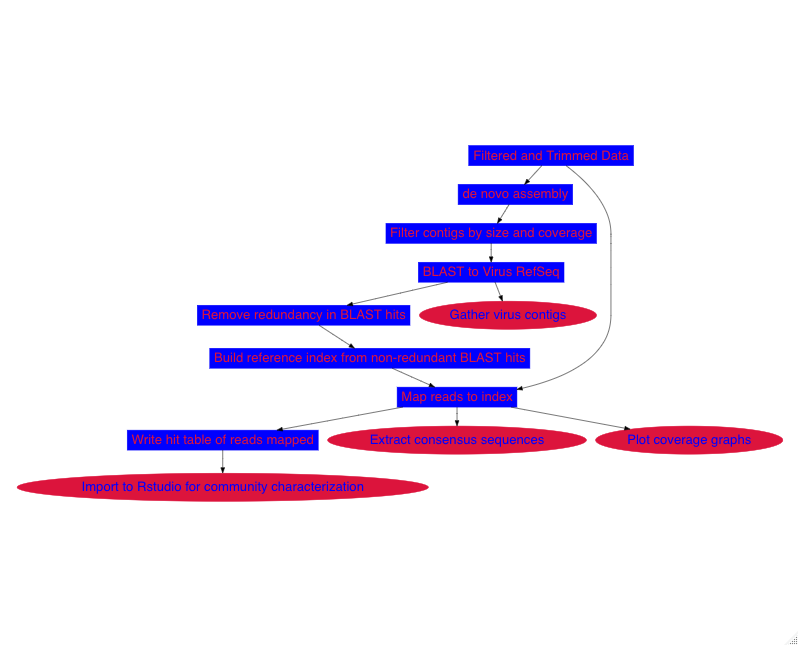 Filtered and Trimmed Data
de novo assembly
Filter contigs by size and coverage
BLAST to Virus RefSeq
Remove redundancy in BLAST hits
Gather virus contigs
Build reference index from non-redundant BLAST hits
Map reads to index
Write hit table of reads mapped
Extract consensus sequences
Plot coverage graphs
Import to Rstudio for community characterization